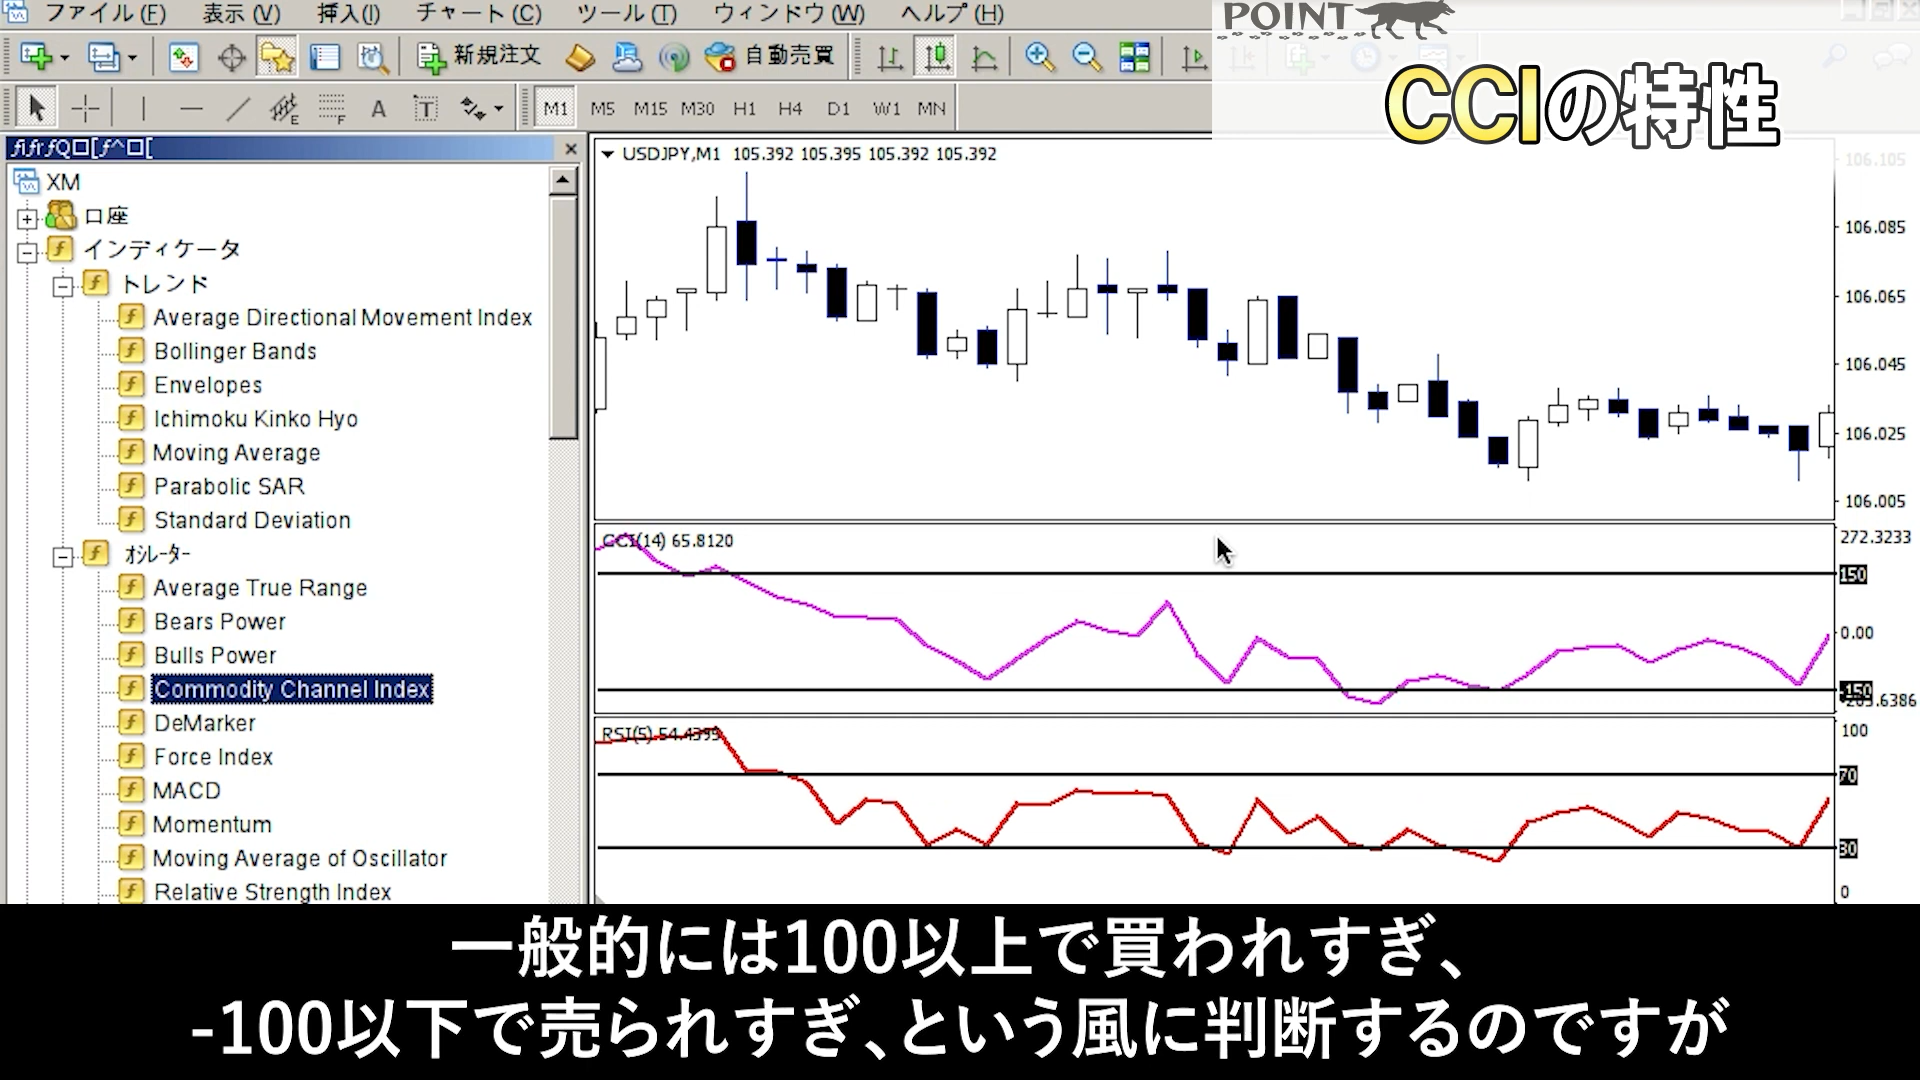 ファイル (F) 表示 (V) 挿入(I) チャート (C) ツール (T) ウィンドウ (W) ヘルプ (H)
POINT
CCIの特性
新規注文 自動売買
A T E F
M1 M5 M15 M30 H1 H4 D1 W1 MN
XM
口座
インディケータ
トレンド
Average Directional Movement Index
Bollinger Bands
Envelopes
Ichimoku Kinko Hyo
Moving Average
Parabolic SAR
Standard Deviation
ｵｼﾚｰﾀｰ
Average True Range
Bears Power
Bulls Power
Commodity Channel Index
DeMarker
Force Index
MACD
Momentum
Moving Average of Oscillator
Relative Strength Index
USDJPY,M1 105.392 105.395 105.392 105.392
106.105
106.085
106.065
106.045
106.025
106.005
CCI(14) 65.8120
272.3233
150
0.00
-150
RSI(5) 54.4395
100
70
30
0
一般的には100以上で買われすぎ、
-100以下で売られすぎ、という風に判断するのですが